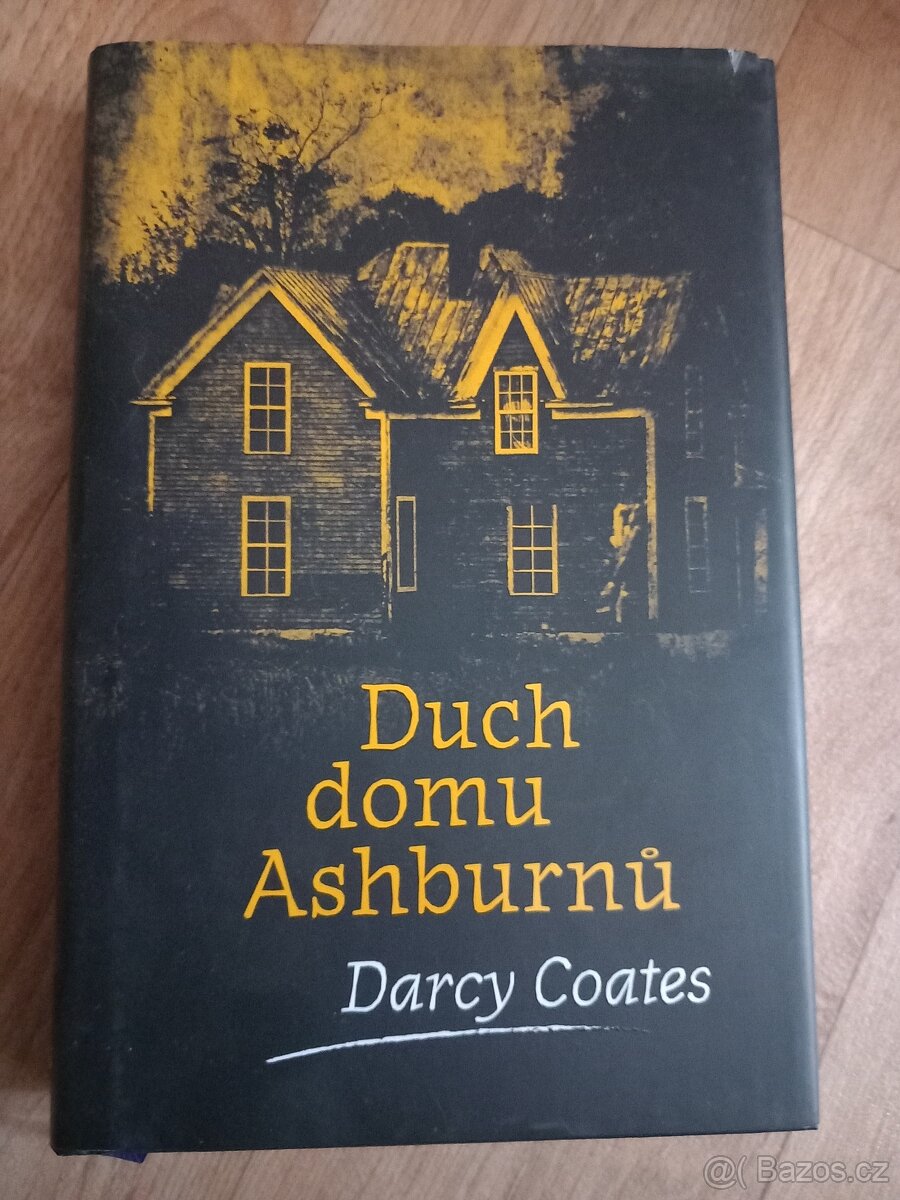 Duch
domu
Ashburnů
Darcy Coates
@( Bazos.cz